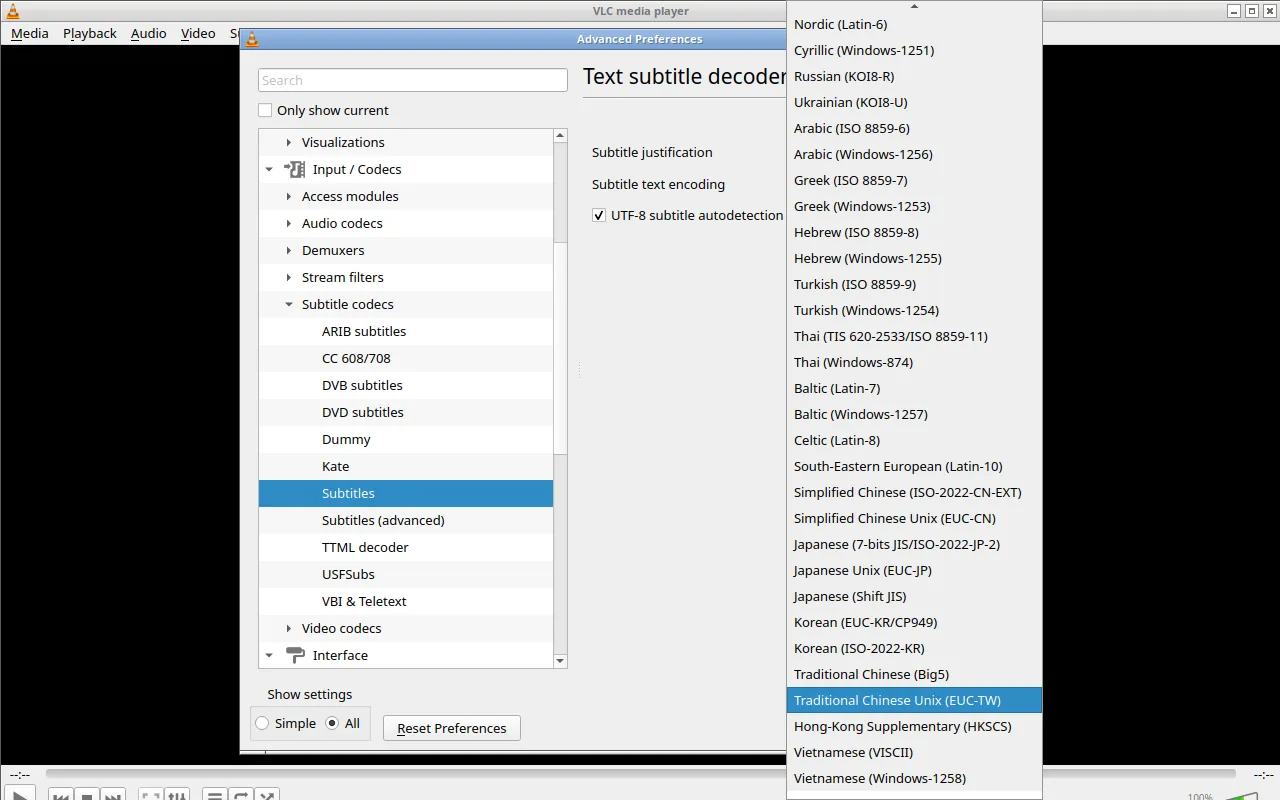 VLC media player
Media Playback Audio Video
Advanced Preferences
Search
Only show current
Visualizations
Input / Codecs
Access modules
Audio codecs
Demuxers
Stream filters
Subtitle codecs
ARIB subtitles
CC 608/708
DVB subtitles
DVD subtitles
Dummy
Kate
Subtitles
Subtitles (advanced)
TTML decoder
USFSubs
VBI & Teletext
Video codecs
Interface
Show settings
Simple All
Reset Preferences
Text subtitle decoder
Subtitle justification
Subtitle text encoding
UTF-8 subtitle autodetection
Nordic (Latin-6)
Cyrillic (Windows-1251)
Russian (KOI8-R)
Ukrainian (KOI8-U)
Arabic (ISO 8859-6)
Arabic (Windows-1256)
Greek (ISO 8859-7)
Greek (Windows-1253)
Hebrew (ISO 8859-8)
Hebrew (Windows-1255)
Turkish (ISO 8859-9)
Turkish (Windows-1254)
Thai (TIS 620-2533/ISO 8859-11)
Thai (Windows-874)
Baltic (Latin-7)
Baltic (Windows-1257)
Celtic (Latin-8)
South-Eastern European (Latin-10)
Simplified Chinese (ISO-2022-CN-EXT)
Simplified Chinese Unix (EUC-CN)
Japanese (7-bits JIS/ISO-2022-JP-2)
Japanese Unix (EUC-JP)
Japanese (Shift JIS)
Korean (EUC-KR/CP949)
Korean (ISO-2022-KR)
Traditional Chinese (Big5)
Traditional Chinese Unix (EUC-TW)
Hong-Kong Supplementary (HKSCS)
Vietnamese (VISCII)
Vietnamese (Windows-1258)
--:-- --:--
100%